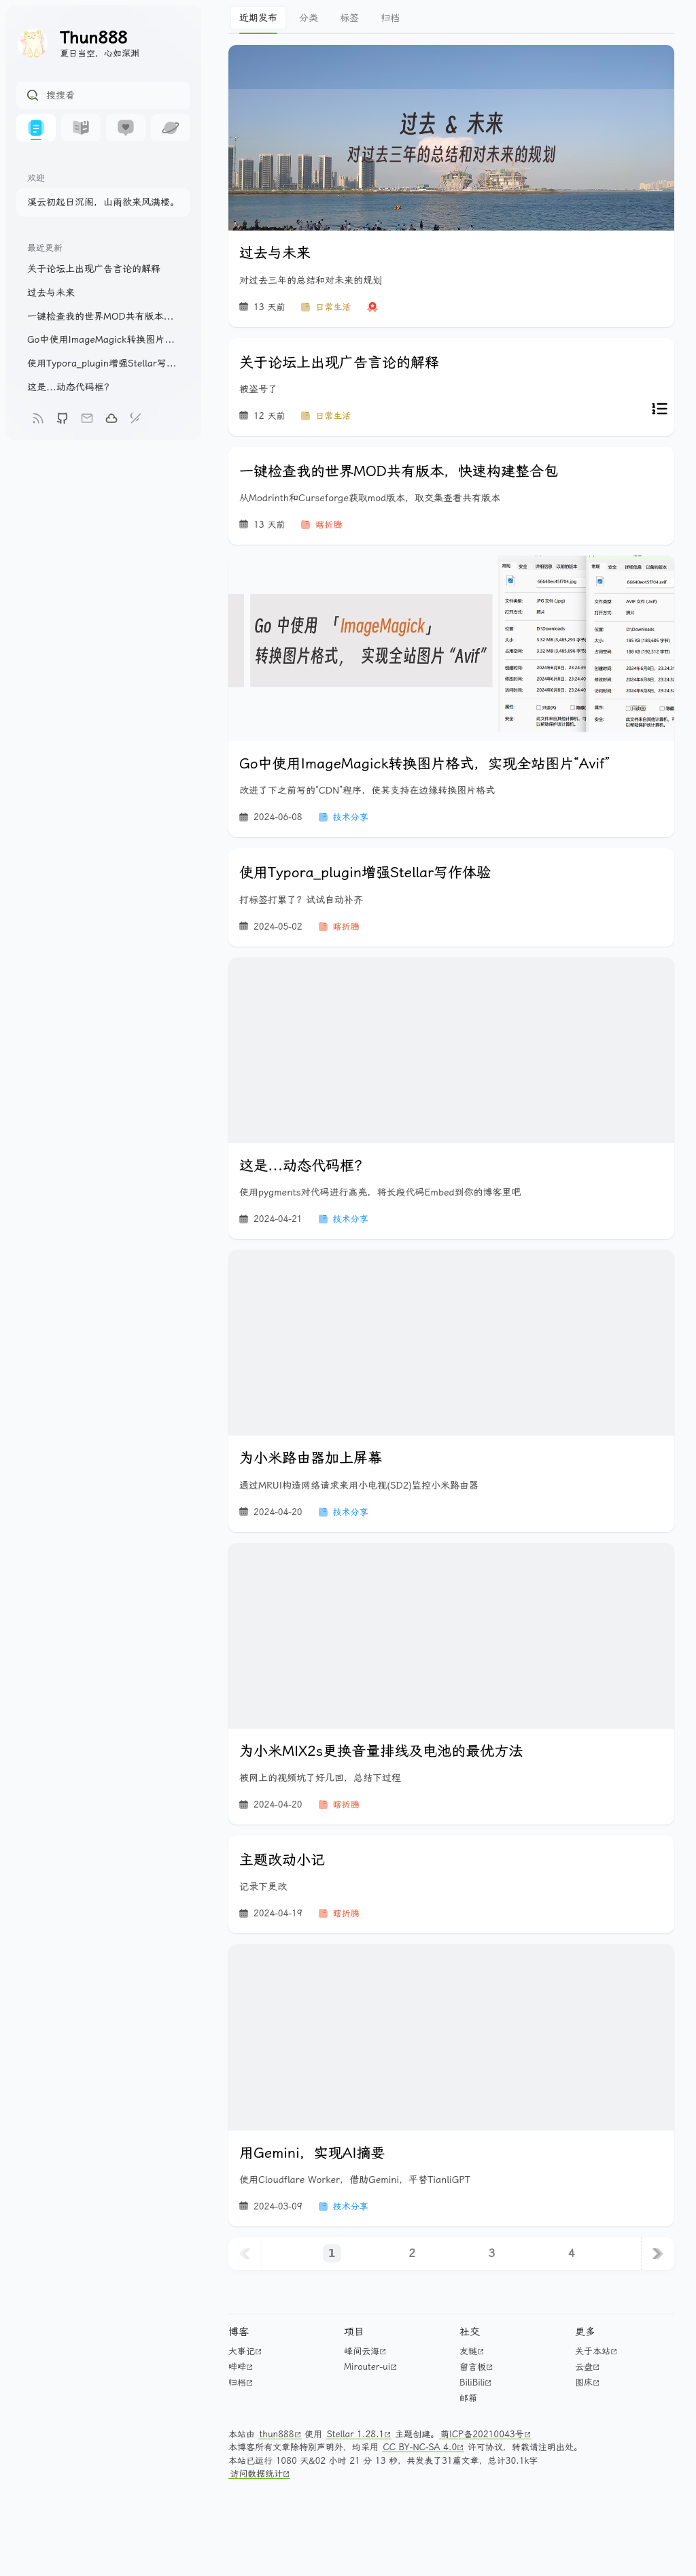 Thun888
夏日当空，心如深渊
搜搜看
欢迎
溪云初起日沉阁，山雨欲来风满楼。
最近更新
关于论坛上出现广告言论的解释
过去与未来
一键检查我的世界MOD共有版本...
Go中使用ImageMagick转换图片...
使用Typora_plugin增强Stellar写...
这是...动态代码框？
近期发布
分类
标签
归档
过去 & 未来
对过去三年的总结和对未来的规划
过去与未来
对过去三年的总结和对未来的规划
13 天前 日常生活
关于论坛上出现广告言论的解释
被盗号了
12 天前 日常生活
一键检查我的世界MOD共有版本，快速构建整合包
从Modrinth和Curseforge获取mod版本，取交集查看共有版本
13 天前 瞎折腾
Go 中使用 「ImageMagick」
转换图片格式， 实现全站图片 “Avif”
Go中使用ImageMagick转换图片格式，实现全站图片“Avif”
改进了下之前写的“CDN”程序，使其支持在边缘转换图片格式
2024-06-08 技术分享
使用Typora_plugin增强Stellar写作体验
打标签打累了？试试自动补齐
2024-05-02 瞎折腾
这是...动态代码框？
使用pygments对代码进行高亮，将长段代码Embed到你的博客里吧
2024-04-21 技术分享
为小米路由器加上屏幕
通过MRUI构造网络请求来用小电视(SD2)监控小米路由器
2024-04-20 技术分享
为小米MIX2s更换音量排线及电池的最优方法
被网上的视频坑了好几回，总结下过程
2024-04-20 瞎折腾
主题改动小记
记录下更改
2024-04-19 瞎折腾
用Gemini，实现AI摘要
使用Cloudflare Worker，借助Gemini，平替TianliGPT
2024-03-09 技术分享
1 2 3 4
博客
大事记
哔哔
归档
项目
峰间云海
Mirouter-ui
社交
友链
留言板
BiliBili
邮箱
更多
关于本站
云盘
图床
本站由 thun888 使用 Stellar 1.28.1 主题创建。萌ICP备20210043号
本博客所有文章除特别声明外，均采用 CC BY-NC-SA 4.0 许可协议，转载请注明出处。
本站已运行 1080 天&02 小时 21 分 13 秒，共发表了31篇文章，总计30.1k字
访问数据统计